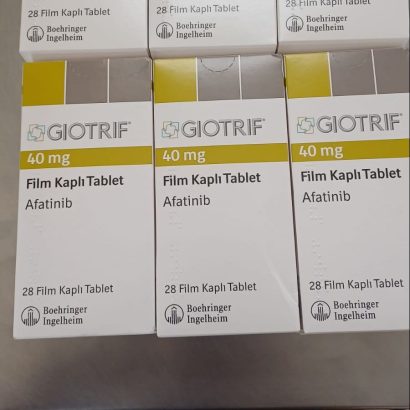 28 Film Kaplı Tablet
Boehringer
Ingelheim
28 Film Kaplı Tablet
Boehringer
Ingelheim
28 Film Kaplı Tablet
Boehringer
Ingelheim
GIOTRIF®
40 mg
Film Kaplı Tablet
Afatinib
28 Film Kaplı Tablet
Boehringer
Ingelheim
GIOTRIF®
40 mg
Film Kaplı Tablet
Afatinib
28 Film Kaplı Tablet
Boehringer
Ingelheim
GIOTRIF®
40 mg
Film Kaplı Tablet
Afatinib
28 Film Kaplı Tablet
Boehringer
Ingelheim